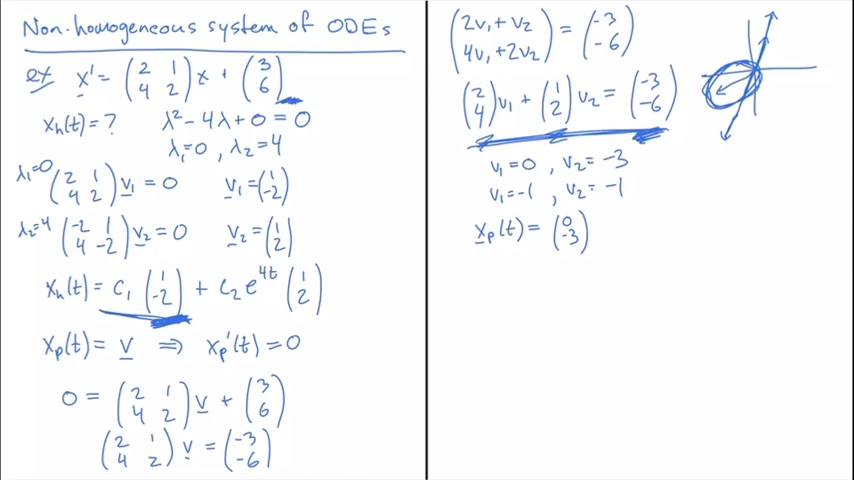 Non-homogeneous system of ODEs
ex x' = (2 1; 4 2) x + (3; 6)
x_h(t) = ? λ² - 4λ + 0 = 0
λ₁=0 , λ₂=4
λ₁=0 (2 1; 4 2) v₁ = 0 v₁ = (1; -2)
λ₂=4 (-2 1; 4 -2) v₂ = 0 v₂ = (1; 2)
x_h(t) = c₁ (1; -2) + c₂ e^{4t} (1; 2)
x_p(t) = v ⇒ x_p'(t) = 0
0 = (2 1; 4 2) v + (3; 6)
(2 1; 4 2) v = (-3; -6)
(2v₁ + v₂; 4v₁ + 2v₂) = (-3; -6)
(2; 4) v₁ + (1; 2) v₂ = (-3; -6)
v₁ = 0 , v₂ = -3
v₁ = -1 , v₂ = -1
x_p(t) = (0; -3)